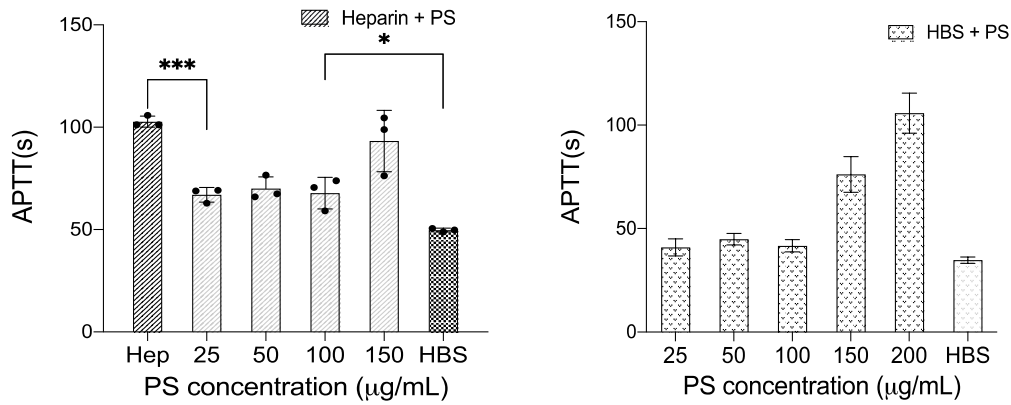 Heparin + PS
150
100
50
0
APTT(s)
***
*
Hep 25 50 100 150 HBS
PS concentration (μg/mL)
HBS + PS
150
100
50
0
APTT(s)
25 50 100 150 200 HBS
PS concentration (μg/mL)